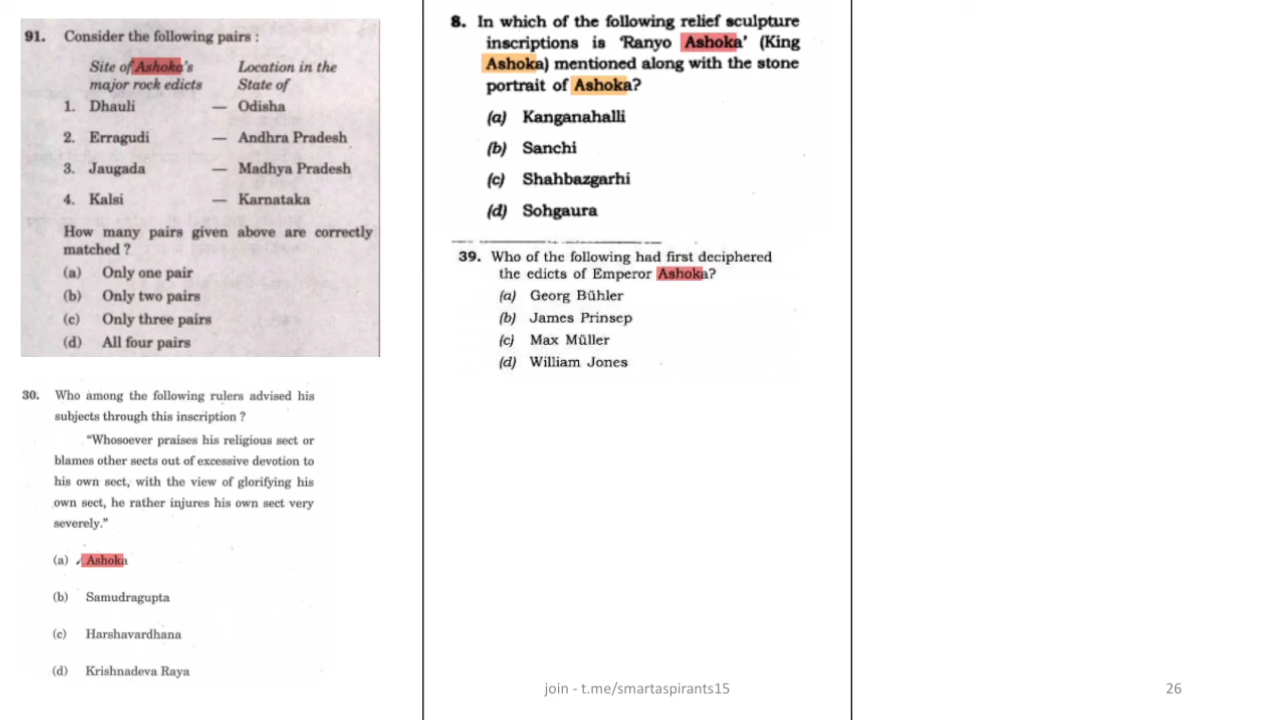 91. Consider the following pairs :
Site of Ashoka's Location in the
major rock edicts State of
1. Dhauli — Odisha
2. Erragudi — Andhra Pradesh
3. Jaugada — Madhya Pradesh
4. Kalsi — Karnataka
How many pairs given above are correctly
matched ?
(a) Only one pair
(b) Only two pairs
(c) Only three pairs
(d) All four pairs
30. Who among the following rulers advised his
subjects through this inscription ?
"Whosoever praises his religious sect or
blames other sects out of excessive devotion to
his own sect, with the view of glorifying his
own sect, he rather injures his own sect very
severely."
(a) Ashoka
(b) Samudragupta
(c) Harshavardhana
(d) Krishnadeva Raya
8. In which of the following relief sculpture
inscriptions is 'Ranyo Ashoka' (King
Ashoka) mentioned along with the stone
portrait of Ashoka?
(a) Kanganahalli
(b) Sanchi
(c) Shahbazgarhi
(d) Sohgaura
39. Who of the following had first deciphered
the edicts of Emperor Ashoka?
(a) Georg Bühler
(b) James Prinsep
(c) Max Müller
(d) William Jones
join - t.me/smartaspirants15
26